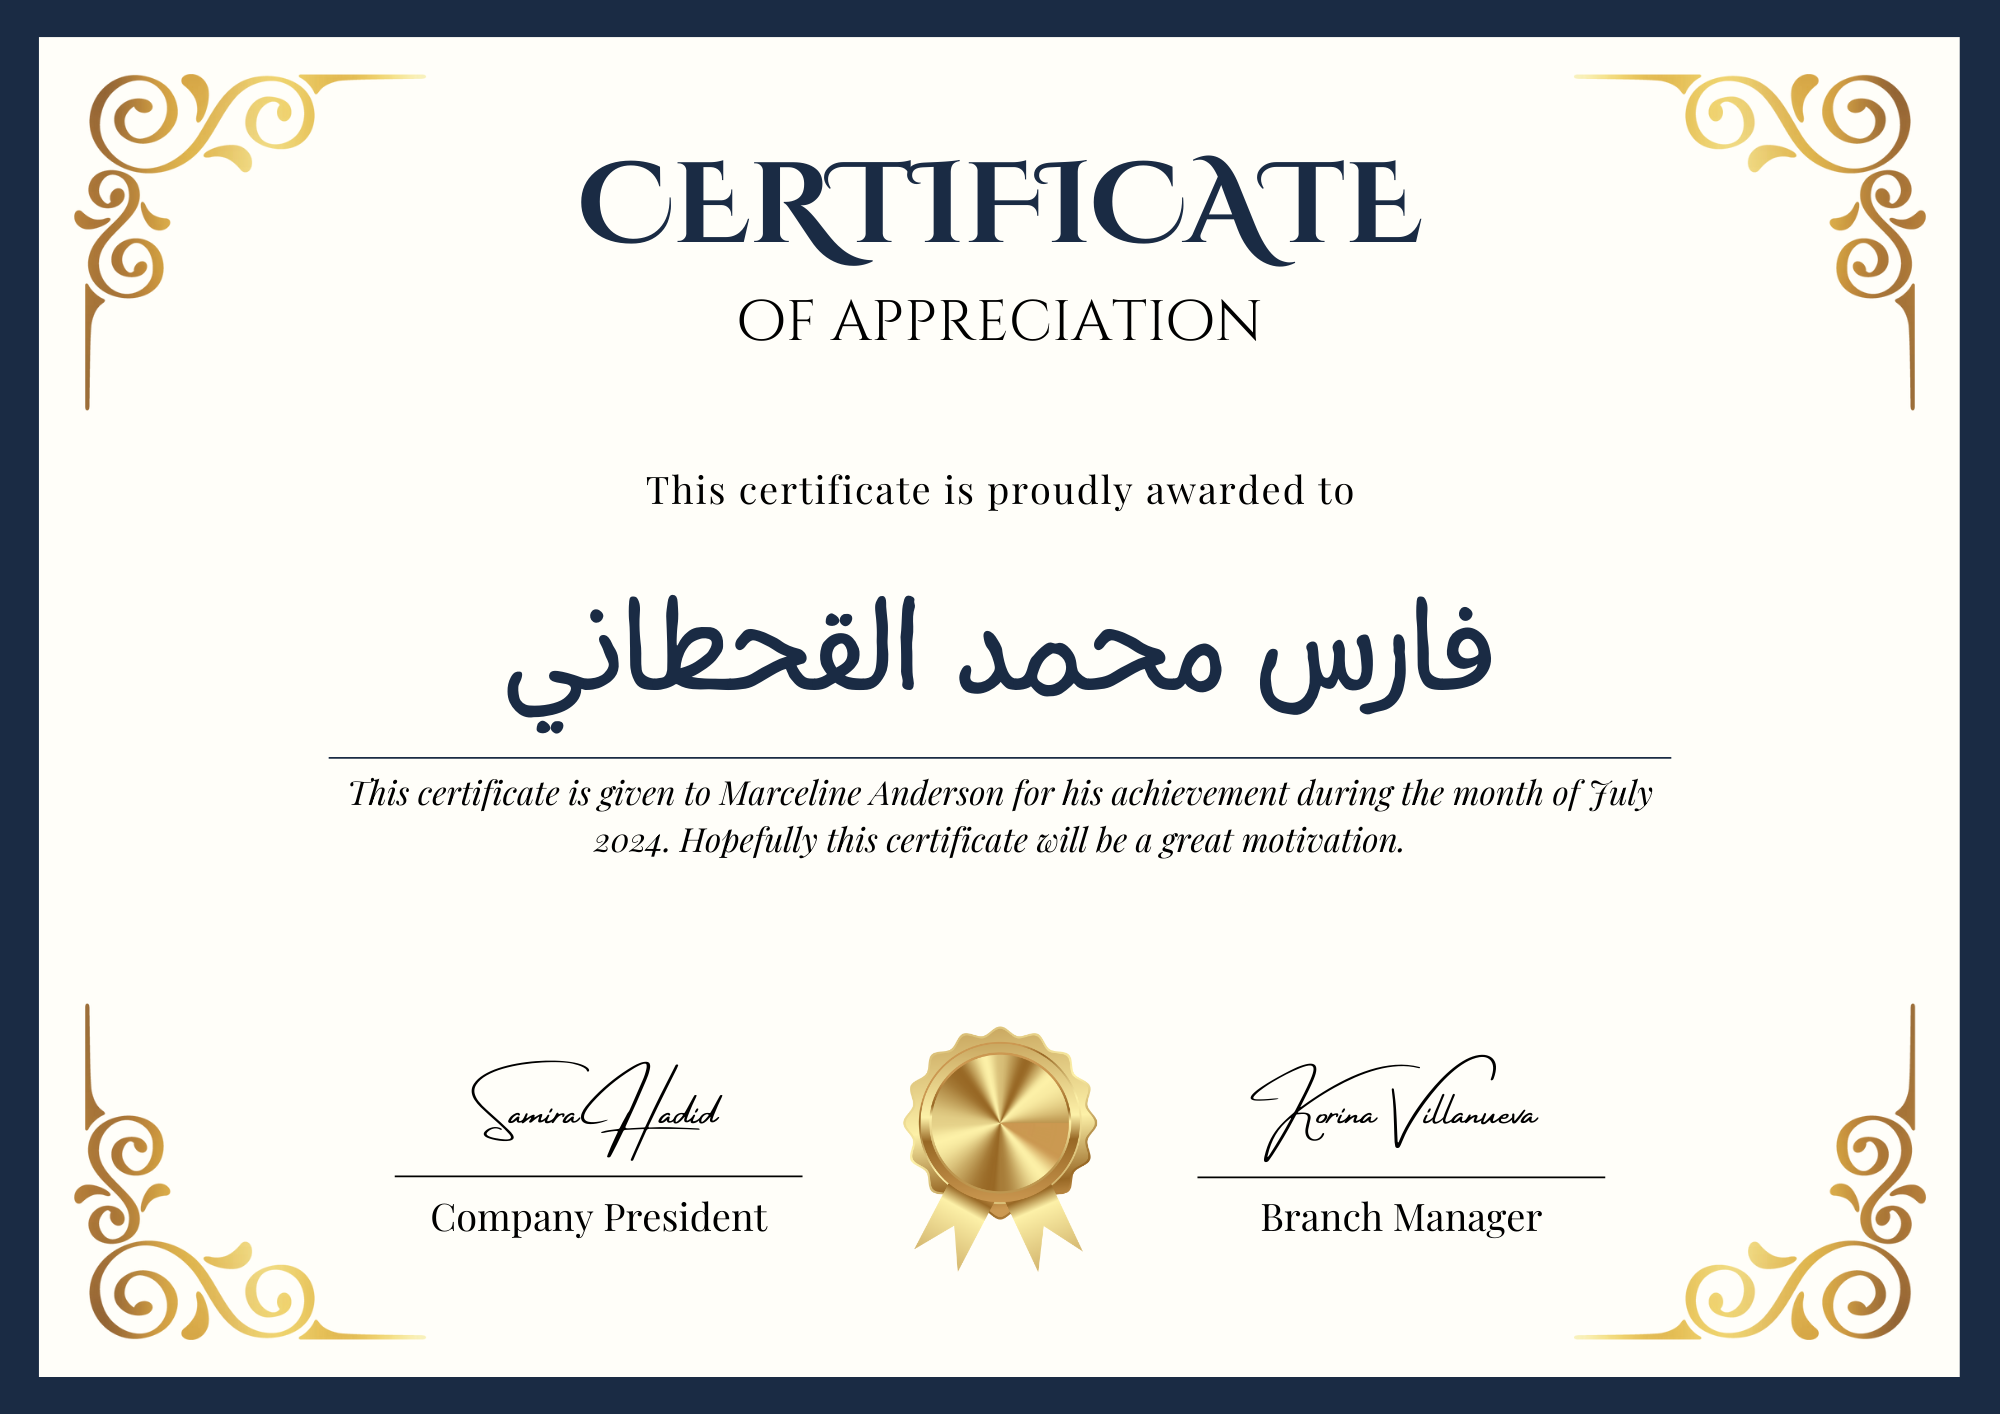 CERTIFICATE
OF APPRECIATION
This certificate is proudly awarded to
فارس محمد القحطاني
This certificate is given to Marceline Anderson for his achievement during the month of July
2024. Hopefully this certificate will be a great motivation.
Samira Hadid
Korina Villanueva
Company President
Branch Manager